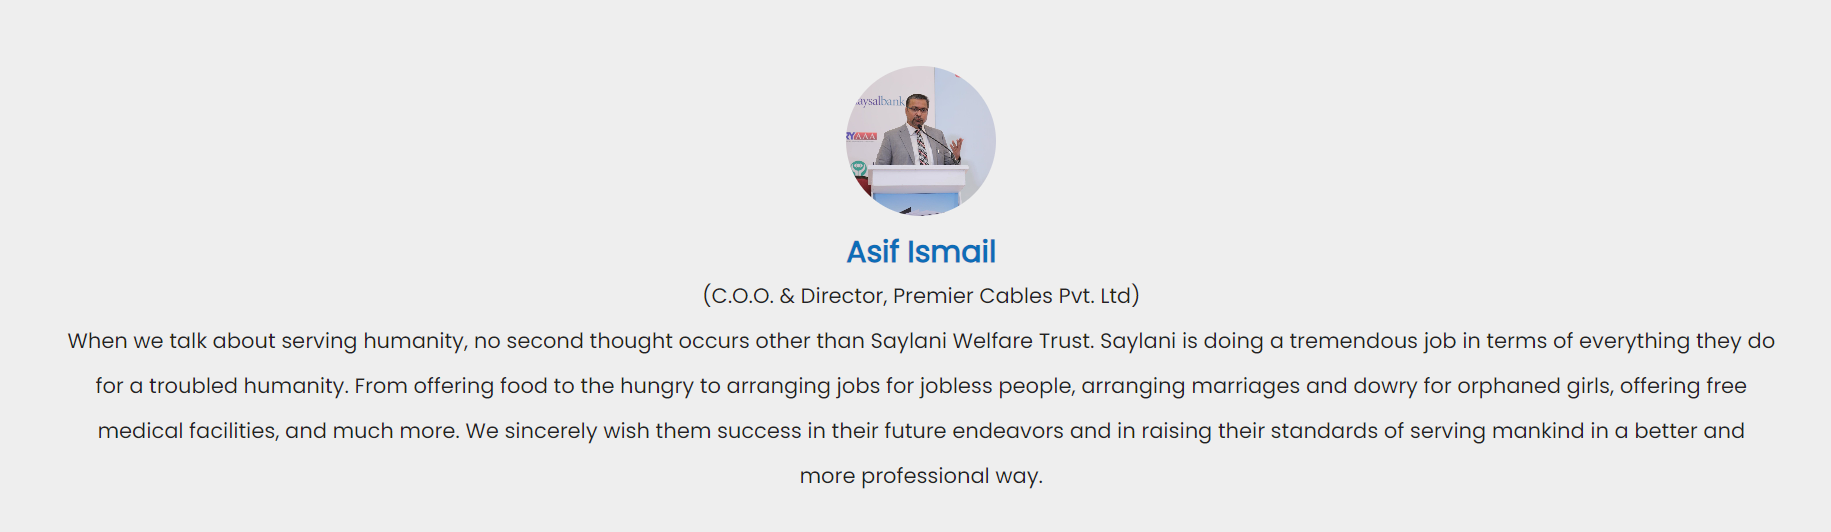 aysalbank
RY
Asif Ismail
(C.O.O. & Director, Premier Cables Pvt. Ltd)
When we talk about serving humanity, no second thought occurs other than Saylani Welfare Trust. Saylani is doing a tremendous job in terms of everything they do
for a troubled humanity. From offering food to the hungry to arranging jobs for jobless people, arranging marriages and dowry for orphaned girls, offering free
medical facilities, and much more. We sincerely wish them success in their future endeavors and in raising their standards of serving mankind in a better and
more professional way.